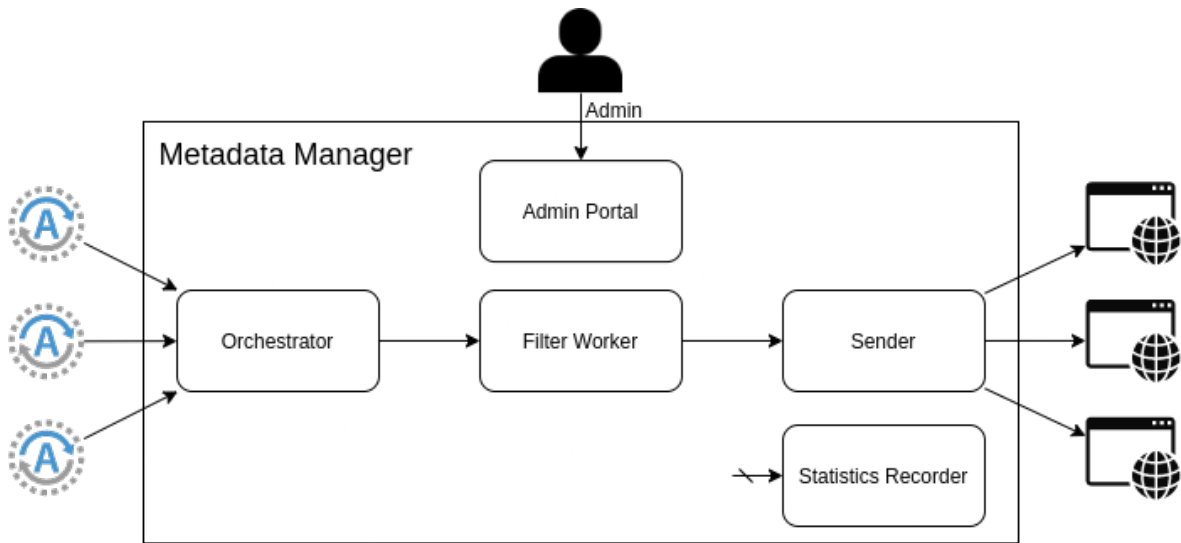 Admin
Metadata Manager
Admin Portal
A
A
A
Orchestrator
Filter Worker
Sender
Statistics Recorder